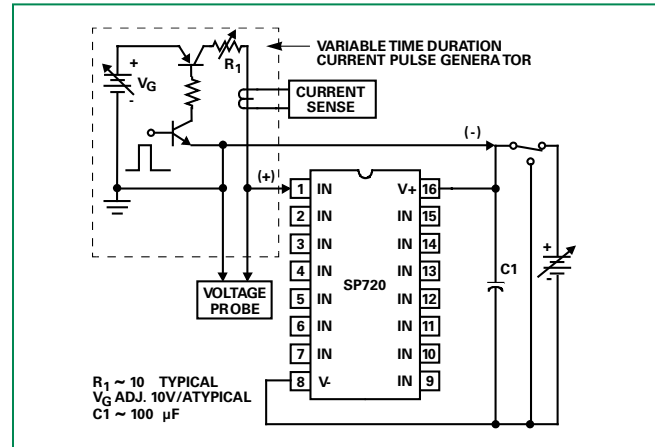 VARIABLE TIME DURATION
CURRENT PULSE GENERATOR
+
VG
-
R1
CURRENT
SENSE
(-)
(+)
1 IN V+ 16
2 IN IN 15
3 IN IN 14
4 IN IN 13
SP720
5 IN IN 12
6 IN IN 11
7 IN IN 10
8 V- IN 9
C1
+
-
VOLTAGE
PROBE
R1 ~ 10 TYPICAL
VG ADJ. 10V/ATYPICAL
C1 ~ 100 µF